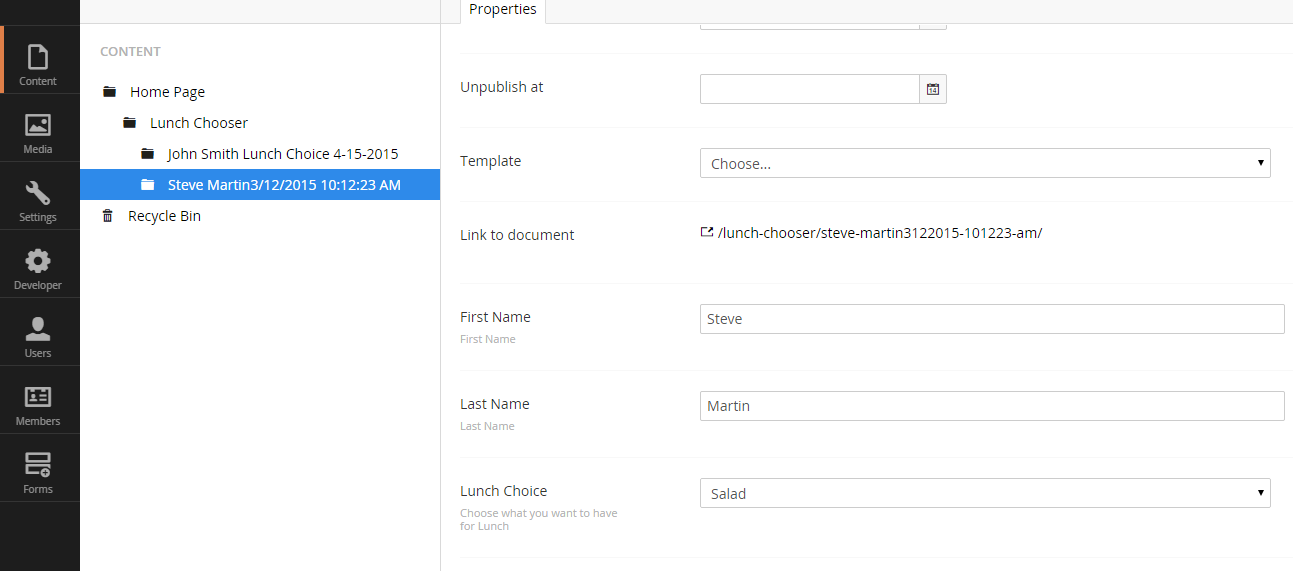 Content
Media
Settings
Developer
Users
Members
Forms
CONTENT
Home Page
Lunch Chooser
John Smith Lunch Choice 4-15-2015
Steve Martin3/12/2015 10:12:23 AM
Recycle Bin
Properties
Unpublish at
14
Template
Choose...
Link to document
/lunch-chooser/steve-martin3122015-101223-am/
First Name
First Name
Steve
Last Name
Last Name
Martin
Lunch Choice
Choose what you want to have
for Lunch
Salad